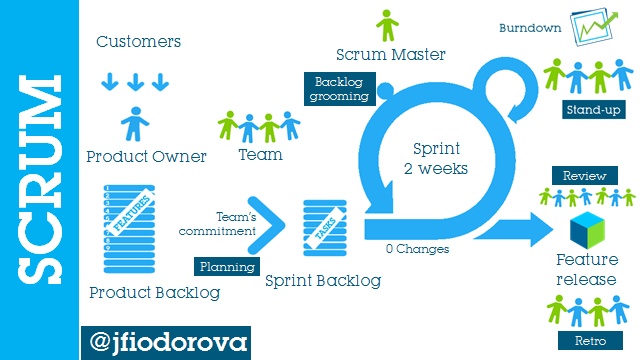 SCRUM
Customers
Product Owner
Team
FEATURES
Product Backlog
Team's
commitment
Planning
TASKS
Sprint Backlog
Scrum Master
Backlog
grooming
Sprint
2 weeks
0 Changes
Burndown
Stand-up
Review
Feature
release
Retro
@jfiodorova